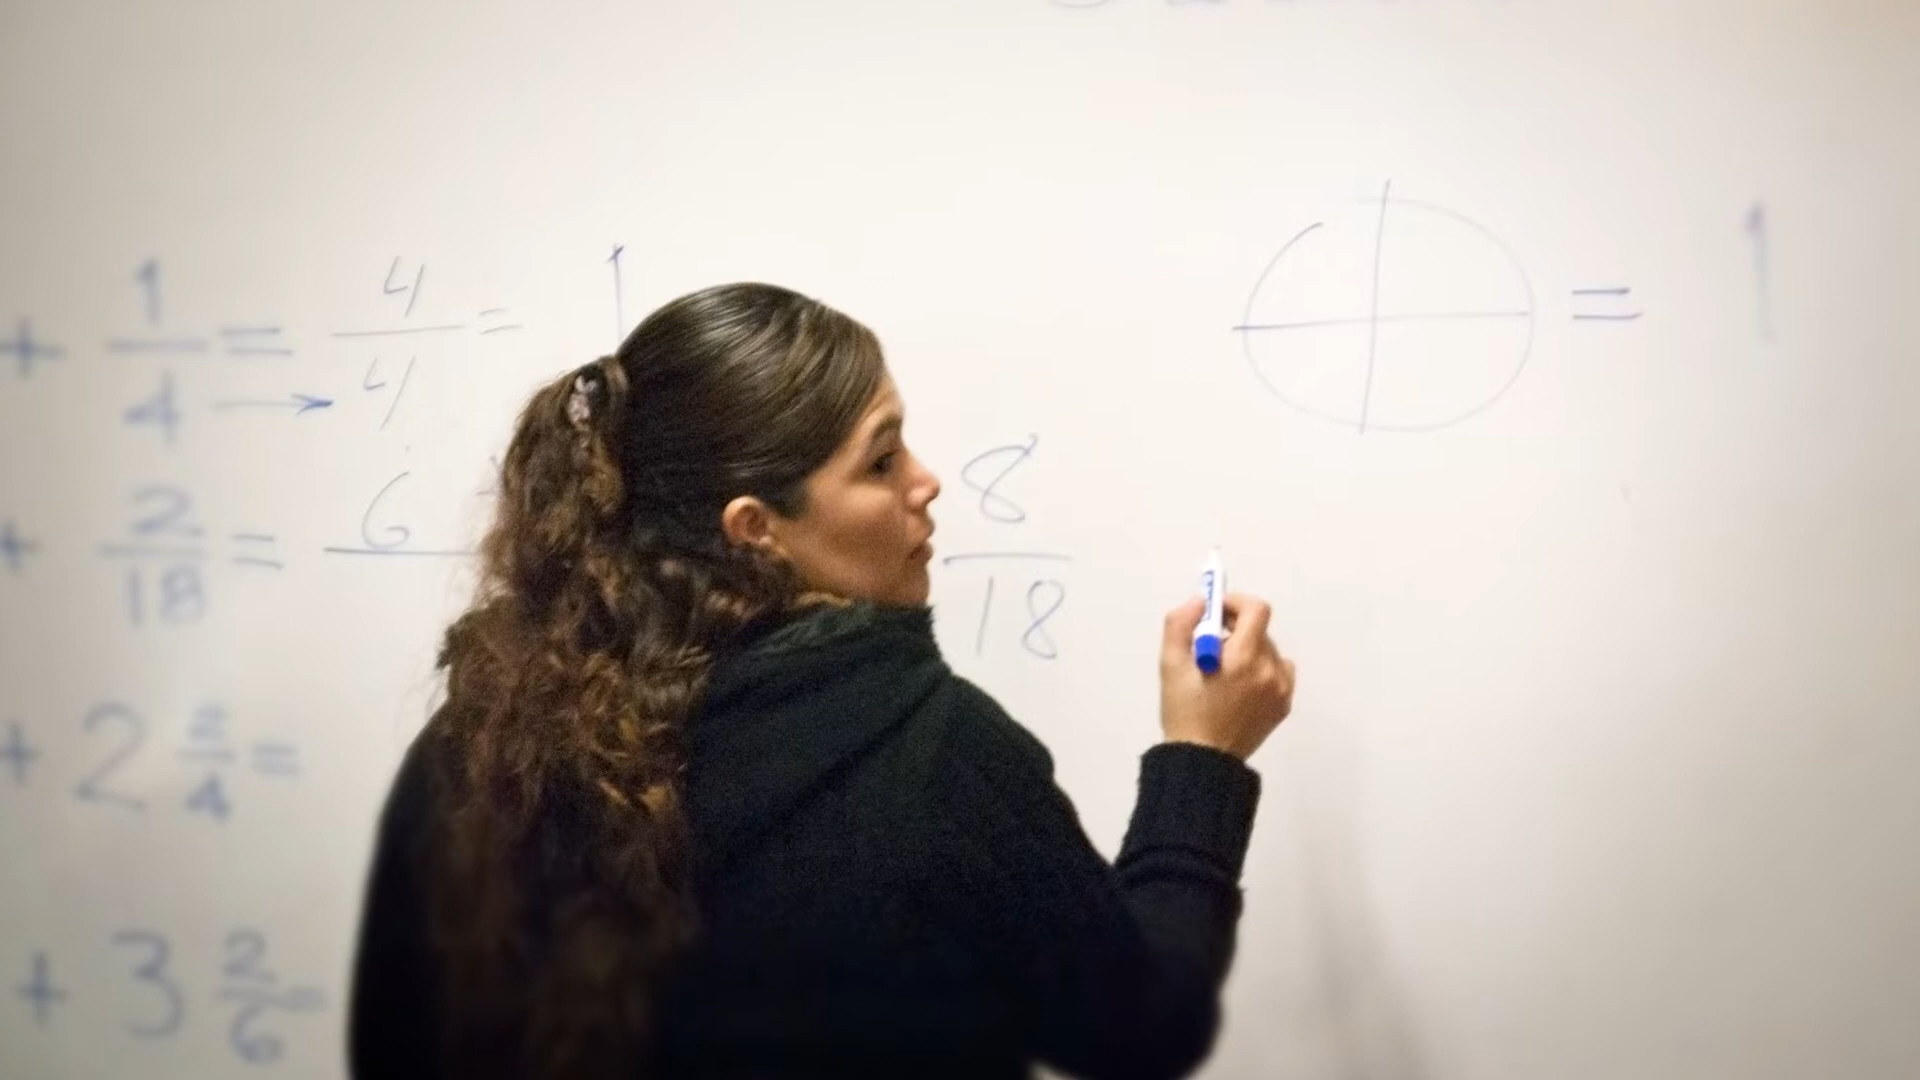 + 1/4 = → 4/4 = 1
= 1
+ 2/18 = 6/ 8/18
+ 2 2/4 =
+ 3 2/6 =